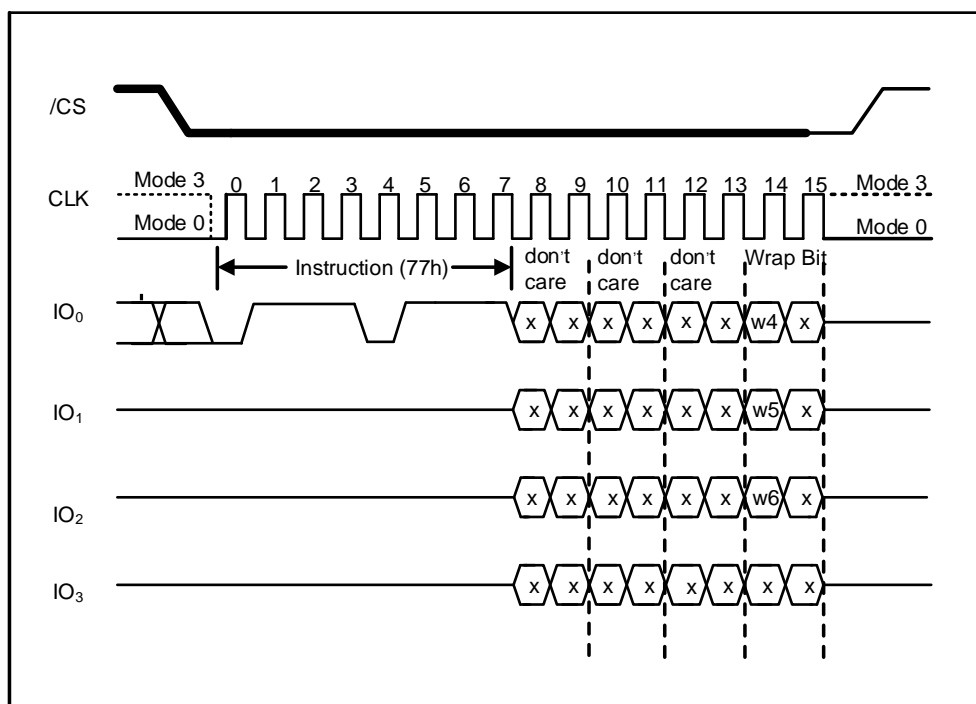 /CS
Mode 3 0 1 2 3 4 5 6 7 8 9 10 11 12 13 14 15 Mode 3
CLK
Mode 0 Mode 0
Instruction (77h) don't care don't care don't care Wrap Bit
IO0 x x x x x x w4 x
IO1 x x x x x x w5 x
IO2 x x x x x x w6 x
IO3 x x x x x x x x